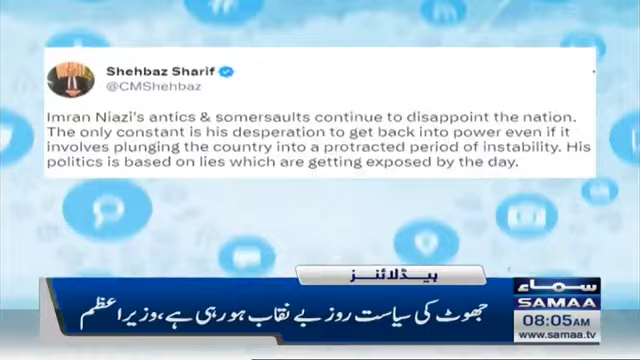 Shehbaz Sharif
@CMShehbaz
Imran Niazi's antics & somersaults continue to disappoint the nation.
The only constant is his desperation to get back into power even if it
involves plunging the country into a protracted period of instability. His
politics is based on lies which are getting exposed by the day.
ہیڈلائنز
جھوٹ کی سیاست روز بے نقاب ہو رہی ہے،وزیراعظم
سماء
SAMAA
08:05AM
www.samaa.tv